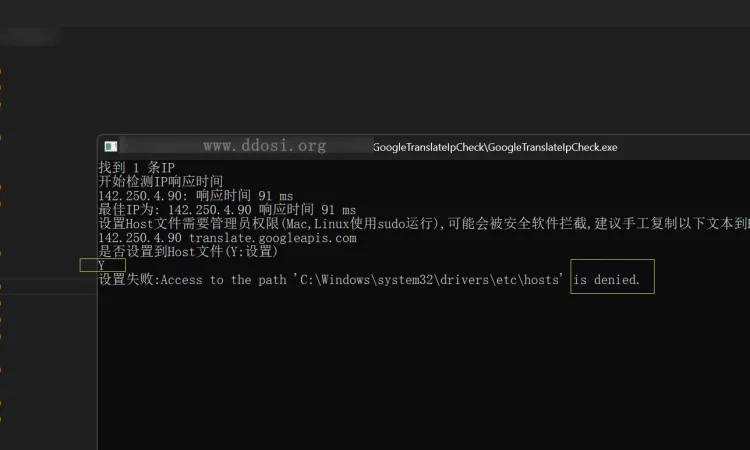 www.ddosi.org
GoogleTranslateIpCheck\GoogleTranslateIpCheck.exe
找到 1 条IP
开始检测IP响应时间
142.250.4.90: 响应时间 91 ms
最佳IP为: 142.250.4.90 响应时间 91 ms
设置Host文件需要管理员权限(Mac,Linux使用sudo运行),可能会被安全软件拦截,建议手工复制以下文本到
142.250.4.90 translate.googleapis.com
是否设置到Host文件(Y:设置)
Y
设置失败:Access to the path 'C:\Windows\system32\drivers\etc\hosts' is denied.